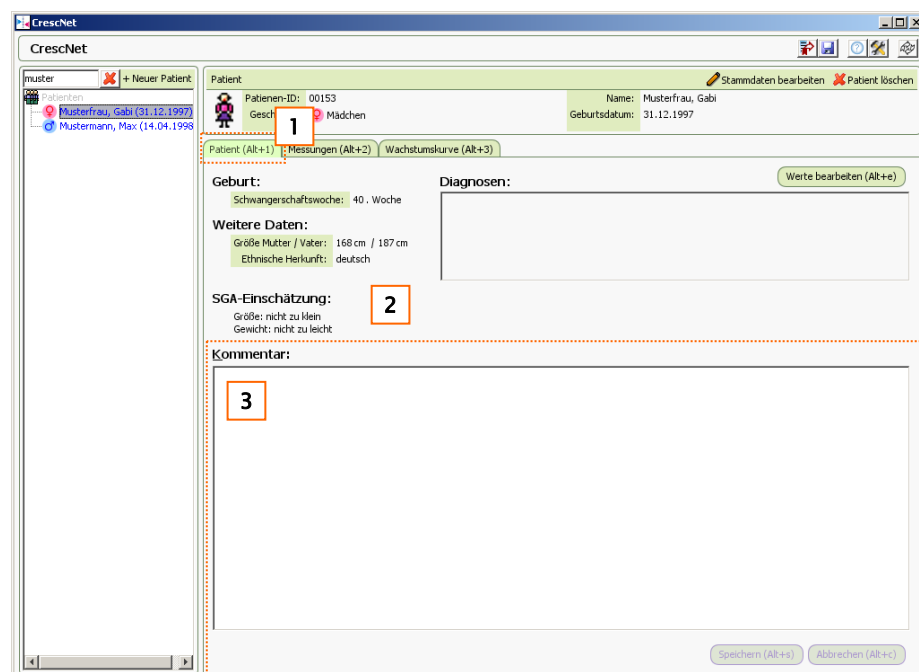 CrescNet
CrescNet
muster + Neuer Patient
Patienten
Musterfrau, Gabi (31.12.1997)
Mustermann, Max (14.04.1998
Patient Stammdaten bearbeiten Patient löschen
Patienen-ID: 00153 Name: Musterfrau, Gabi
Gesch Mädchen Geburtsdatum: 31.12.1997
1
Patient (Alt+1) Messungen (Alt+2) Wachstumskurve (Alt+3)
Geburt: Diagnosen: Werte bearbeiten (Alt+e)
Schwangerschaftswoche: 40 . Woche
Weitere Daten:
Größe Mutter / Vater: 168 cm / 187 cm
Ethnische Herkunft: deutsch
SGA-Einschätzung:
2
Größe: nicht zu klein
Gewicht: nicht zu leicht
Kommentar:
3
Speichern (Alt+s) Abbrechen (Alt+c)